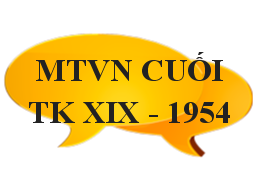 MTVN CUỐI
TK XIX - 1954